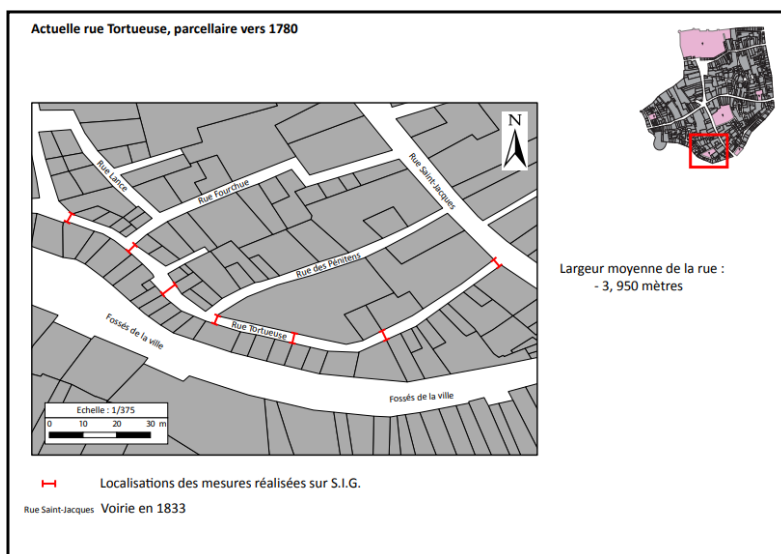 Actuelle rue Tortueuse, parcellaire vers 1780
N
Rue Lance
Rue Fourchue
Rue Saint-Jacques
Rue des Pénitens
Rue Tortueuse
Fossés de la ville
Fossés de la ville
Largeur moyenne de la rue :
- 3, 950 mètres
Echelle : 1/375
0 10 20 30 m
Localisations des mesures réalisées sur S.I.G.
Rue Saint-Jacques Voirie en 1833